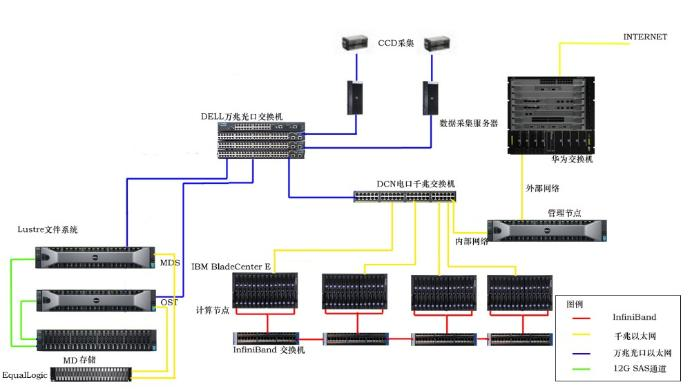 INTERNET
CCD采集
DELL万兆光口交换机
数据采集服务器
华为交换机
DCN电口千兆交换机
外部网络
管理节点
Lustre文件系统
内部网络
MDS
IBM BladeCenter E
OST
计算节点
图例
InfiniBand
千兆以太网
InfiniBand 交换机
万兆光口以太网
MD存储
12G SAS通道
EqualLogic